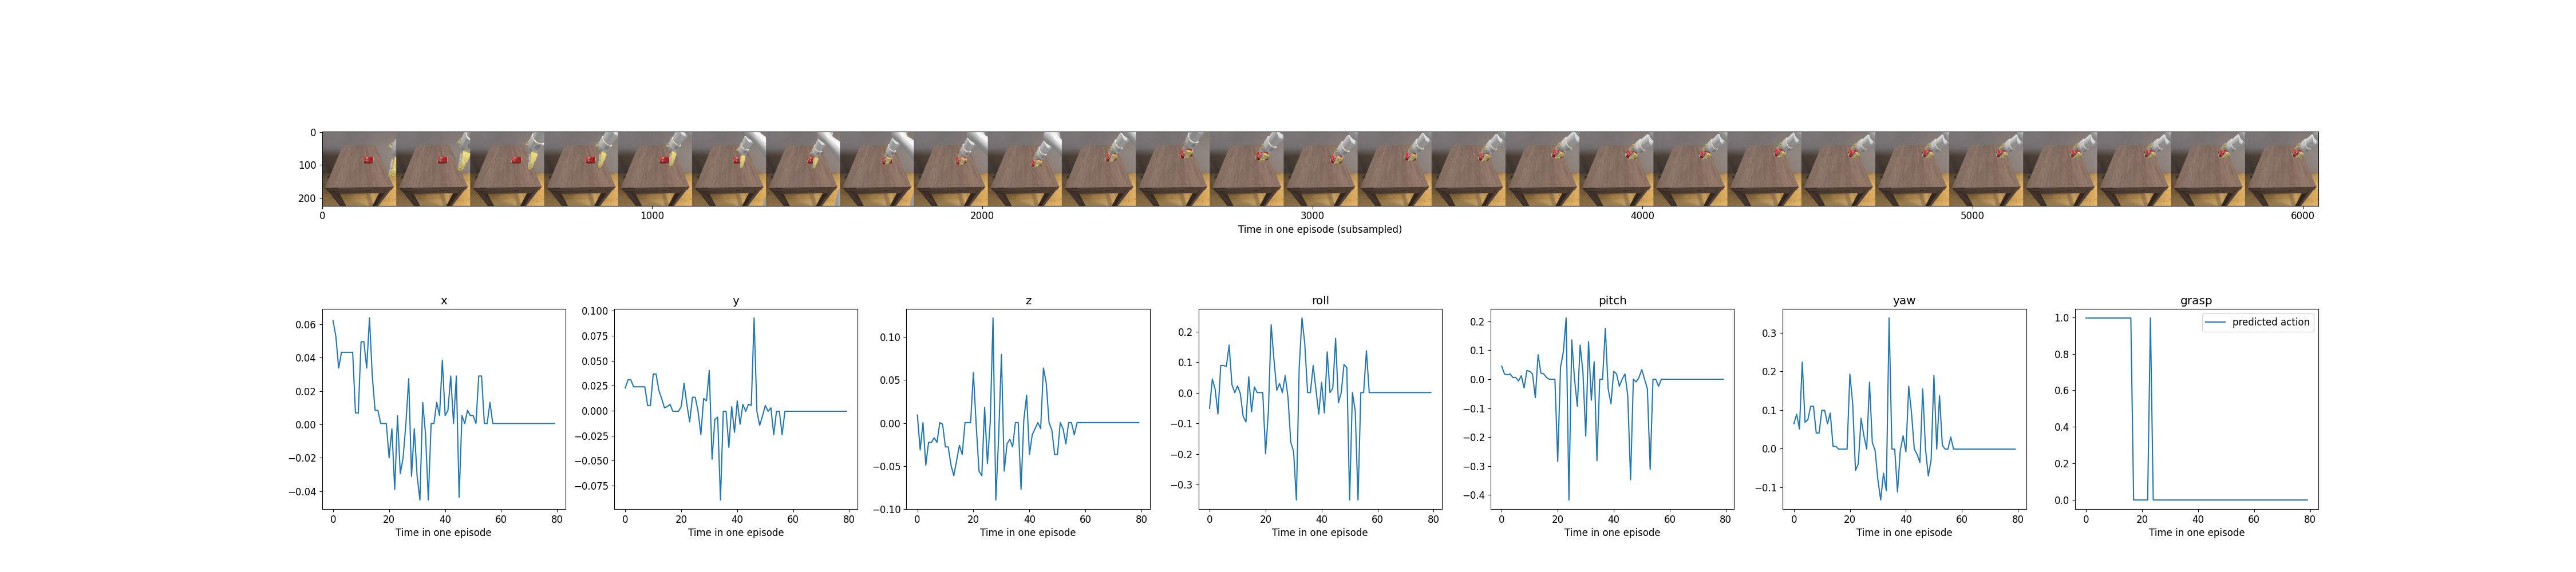 0
100
200
0 1000 2000 3000 4000 5000 6000
Time in one episode (subsampled)
x
0.06
0.04
0.02
0.00
−0.02
−0.04
0 20 40 60 80
Time in one episode
y
0.100
0.075
0.050
0.025
0.000
−0.025
−0.050
−0.075
0 20 40 60 80
Time in one episode
z
0.10
0.05
0.00
−0.05
−0.10
0 20 40 60 80
Time in one episode
roll
0.2
0.1
0.0
−0.1
−0.2
−0.3
0 20 40 60 80
Time in one episode
pitch
0.2
0.1
0.0
−0.1
−0.2
−0.3
−0.4
0 20 40 60 80
Time in one episode
yaw
0.3
0.2
0.1
0.0
−0.1
0 20 40 60 80
Time in one episode
grasp
predicted action
1.0
0.8
0.6
0.4
0.2
0.0
0 20 40 60 80
Time in one episode